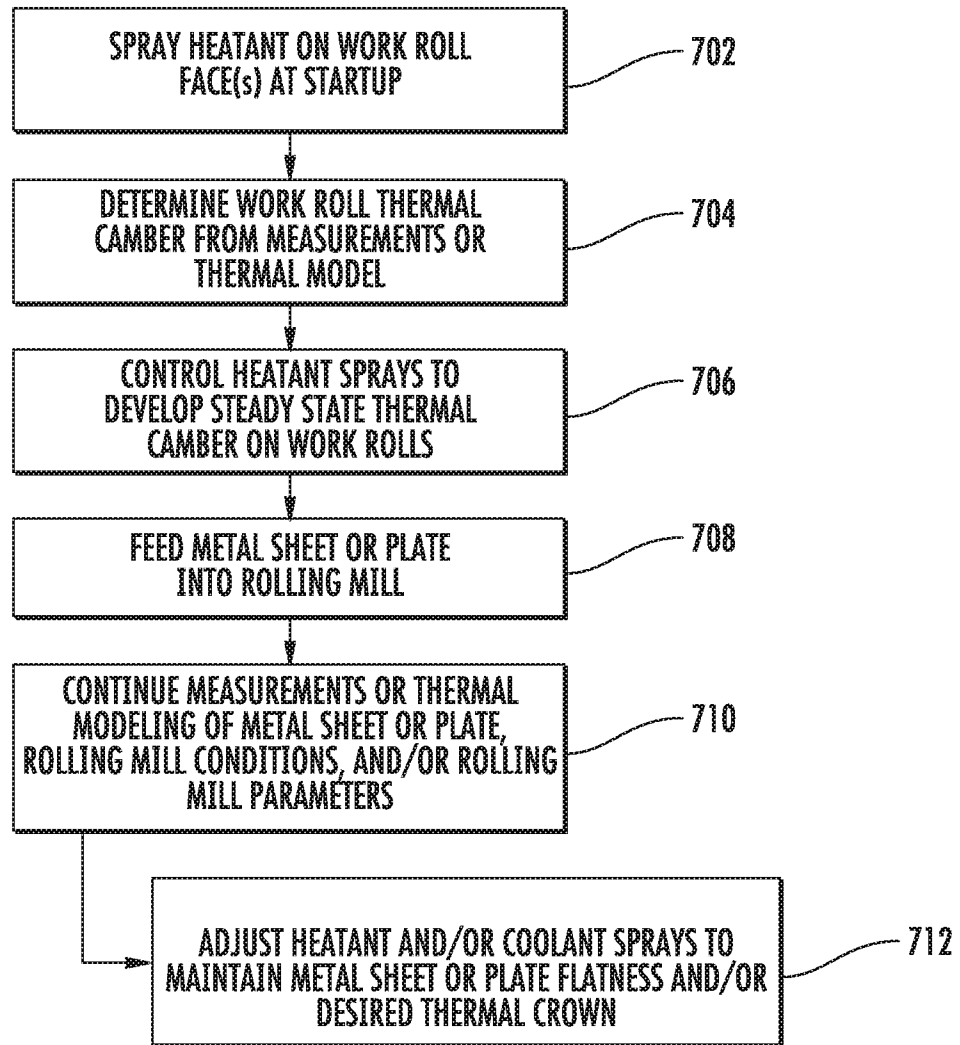 SPRAY HEATANT ON WORK ROLL
FACE(s) AT STARTUP
702
DETERMINE WORK ROLL THERMAL
CAMBER FROM MEASUREMENTS OR
THERMAL MODEL
704
CONTROL HEATANT SPRAYS TO
DEVELOP STEADY STATE THERMAL
CAMBER ON WORK ROLLS
706
FEED METAL SHEET OR PLATE
INTO ROLLING MILL
708
CONTINUE MEASUREMENTS OR THERMAL
MODELING OF METAL SHEET OR PLATE,
ROLLING MILL CONDITIONS, AND/OR ROLLING
MILL PARAMETERS
710
ADJUST HEATANT AND/OR COOLANT SPRAYS TO
MAINTAIN METAL SHEET OR PLATE FLATNESS AND/OR
DESIRED THERMAL CROWN
712